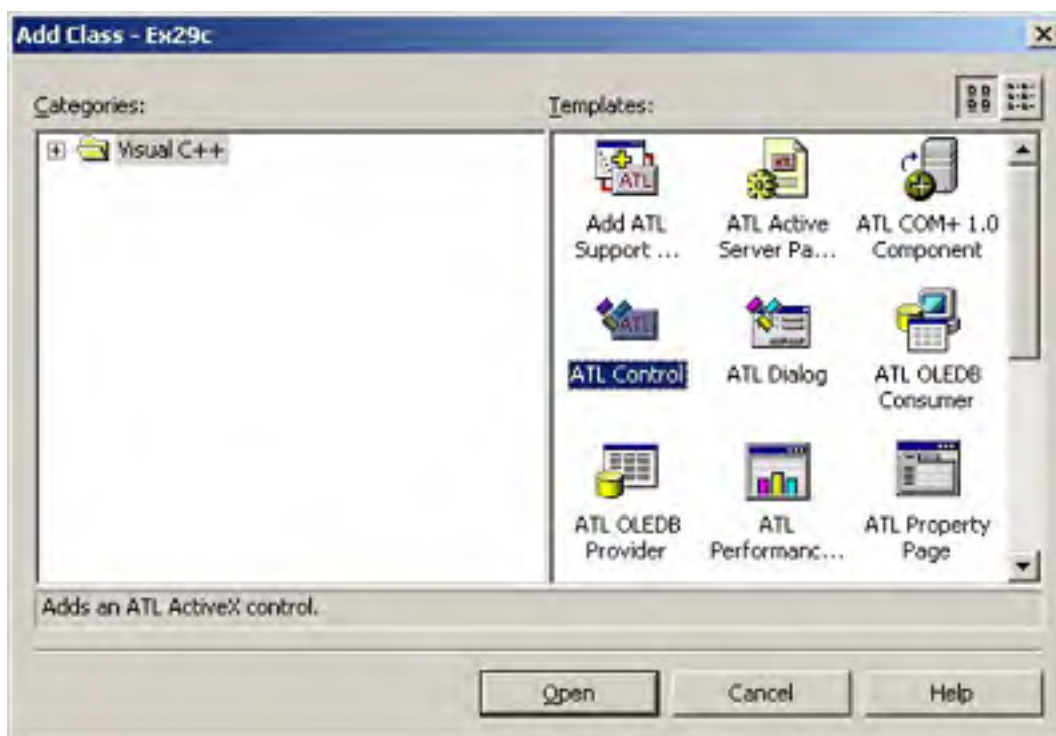 Add Class - Ex29c
Categories:
Templates:
Visual C++
Add ATL
Support ...
ATL Active
Server Pa...
ATL COM+ 1.0
Component
ATL Control
ATL Dialog
ATL OLEDB
Consumer
ATL OLEDB
Provider
ATL
Performanc...
ATL Property
Page
Adds an ATL ActiveX control.
Open
Cancel
Help